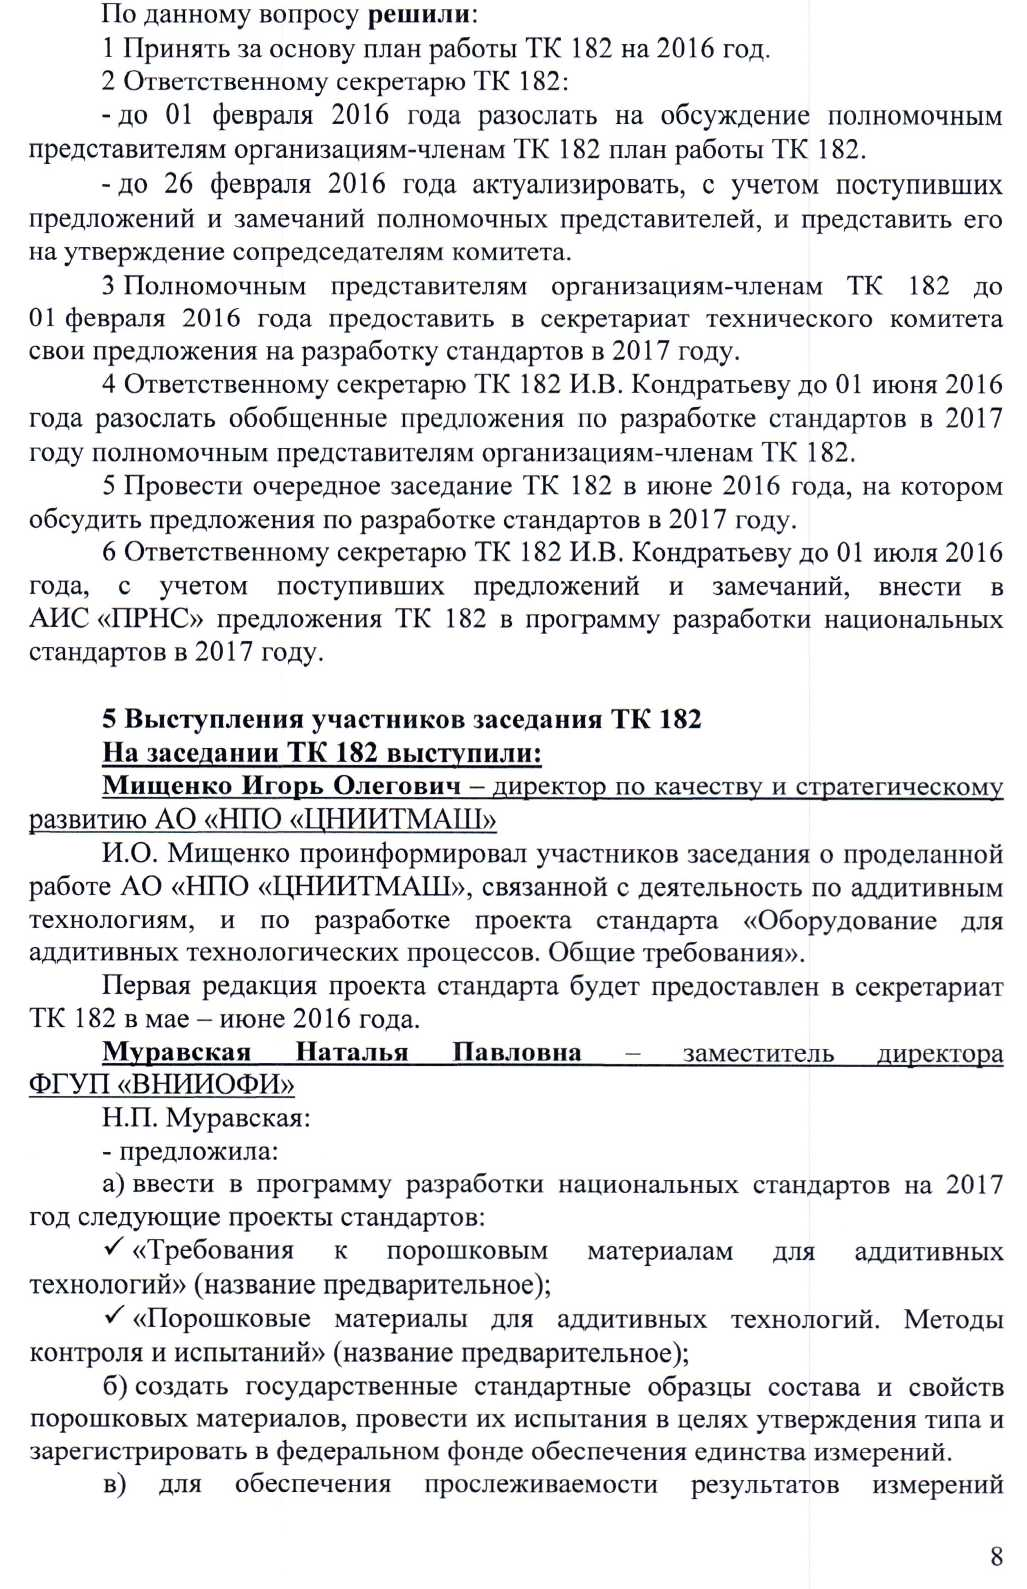 По данному вопросу решили:
1 Принять за основу план работы ТК 182 на 2016 год.
2 Ответственному секретарю ТК 182:
- до 01 февраля 2016 года разослать на обсуждение полномочным
представителям организациям-членам ТК 182 план работы ТК 182.
- до 26 февраля 2016 года актуализировать, с учетом поступивших
предложений и замечаний полномочных представителей, и представить его
на утверждение сопредседателям комитета.
3 Полномочным представителям организациям-членам ТК 182 до
01 февраля 2016 года предоставить в секретариат технического комитета
свои предложения на разработку стандартов в 2017 году.
4 Ответственному секретарю ТК 182 И.В. Кондратьеву до 01 июня 2016
года разослать обобщенные предложения по разработке стандартов в 2017
году полномочным представителям организациям-членам ТК 182.
5 Провести очередное заседание ТК 182 в июне 2016 года, на котором
обсудить предложения по разработке стандартов в 2017 году.
6 Ответственному секретарю ТК 182 И.В. Кондратьеву до 01 июля 2016
года, с учетом поступивших предложений и замечаний, внести в
АИС «ПРНС» предложения ТК 182 в программу разработки национальных
стандартов в 2017 году.
5 Выступления участников заседания ТК 182
На заседании ТК 182 выступили:
Мищенко Игорь Олегович – директор по качеству и стратегическому
развитию АО «НПО «ЦНИИТМАШ»
И.О. Мищенко проинформировал участников заседания о проделанной
работе АО «НПО «ЦНИИТМАШ», связанной с деятельность по аддитивным
технологиям, и по разработке проекта стандарта «Оборудование для
аддитивных технологических процессов. Общие требования».
Первая редакция проекта стандарта будет предоставлен в секретариат
ТК 182 в мае – июне 2016 года.
Муравская Наталья Павловна – заместитель директора
ФГУП «ВНИИОФИ»
Н.П. Муравская:
- предложила:
а) ввести в программу разработки национальных стандартов на 2017
год следующие проекты стандартов:
✓ «Требования к порошковым материалам для аддитивных
технологий» (название предварительное);
✓ «Порошковые материалы для аддитивных технологий. Методы
контроля и испытаний» (название предварительное);
б) создать государственные стандартные образцы состава и свойств
порошковых материалов, провести их испытания в целях утверждения типа и
зарегистрировать в федеральном фонде обеспечения единства измерений.
в) для обеспечения прослеживаемости результатов измерений
8